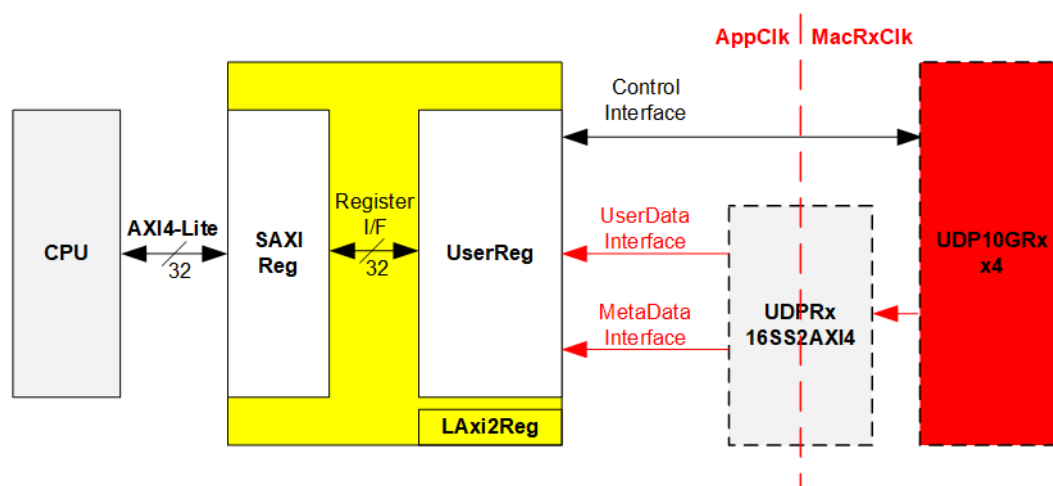 AppClk
MacRxClk
Control
Interface
CPU
AXI4-Lite
32
SAXI
Reg
Register
I/F
32
UserReg
LAxi2Reg
UserData
Interface
MetaData
Interface
UDPRx
16SS2AXI4
UDP10GRx
x4